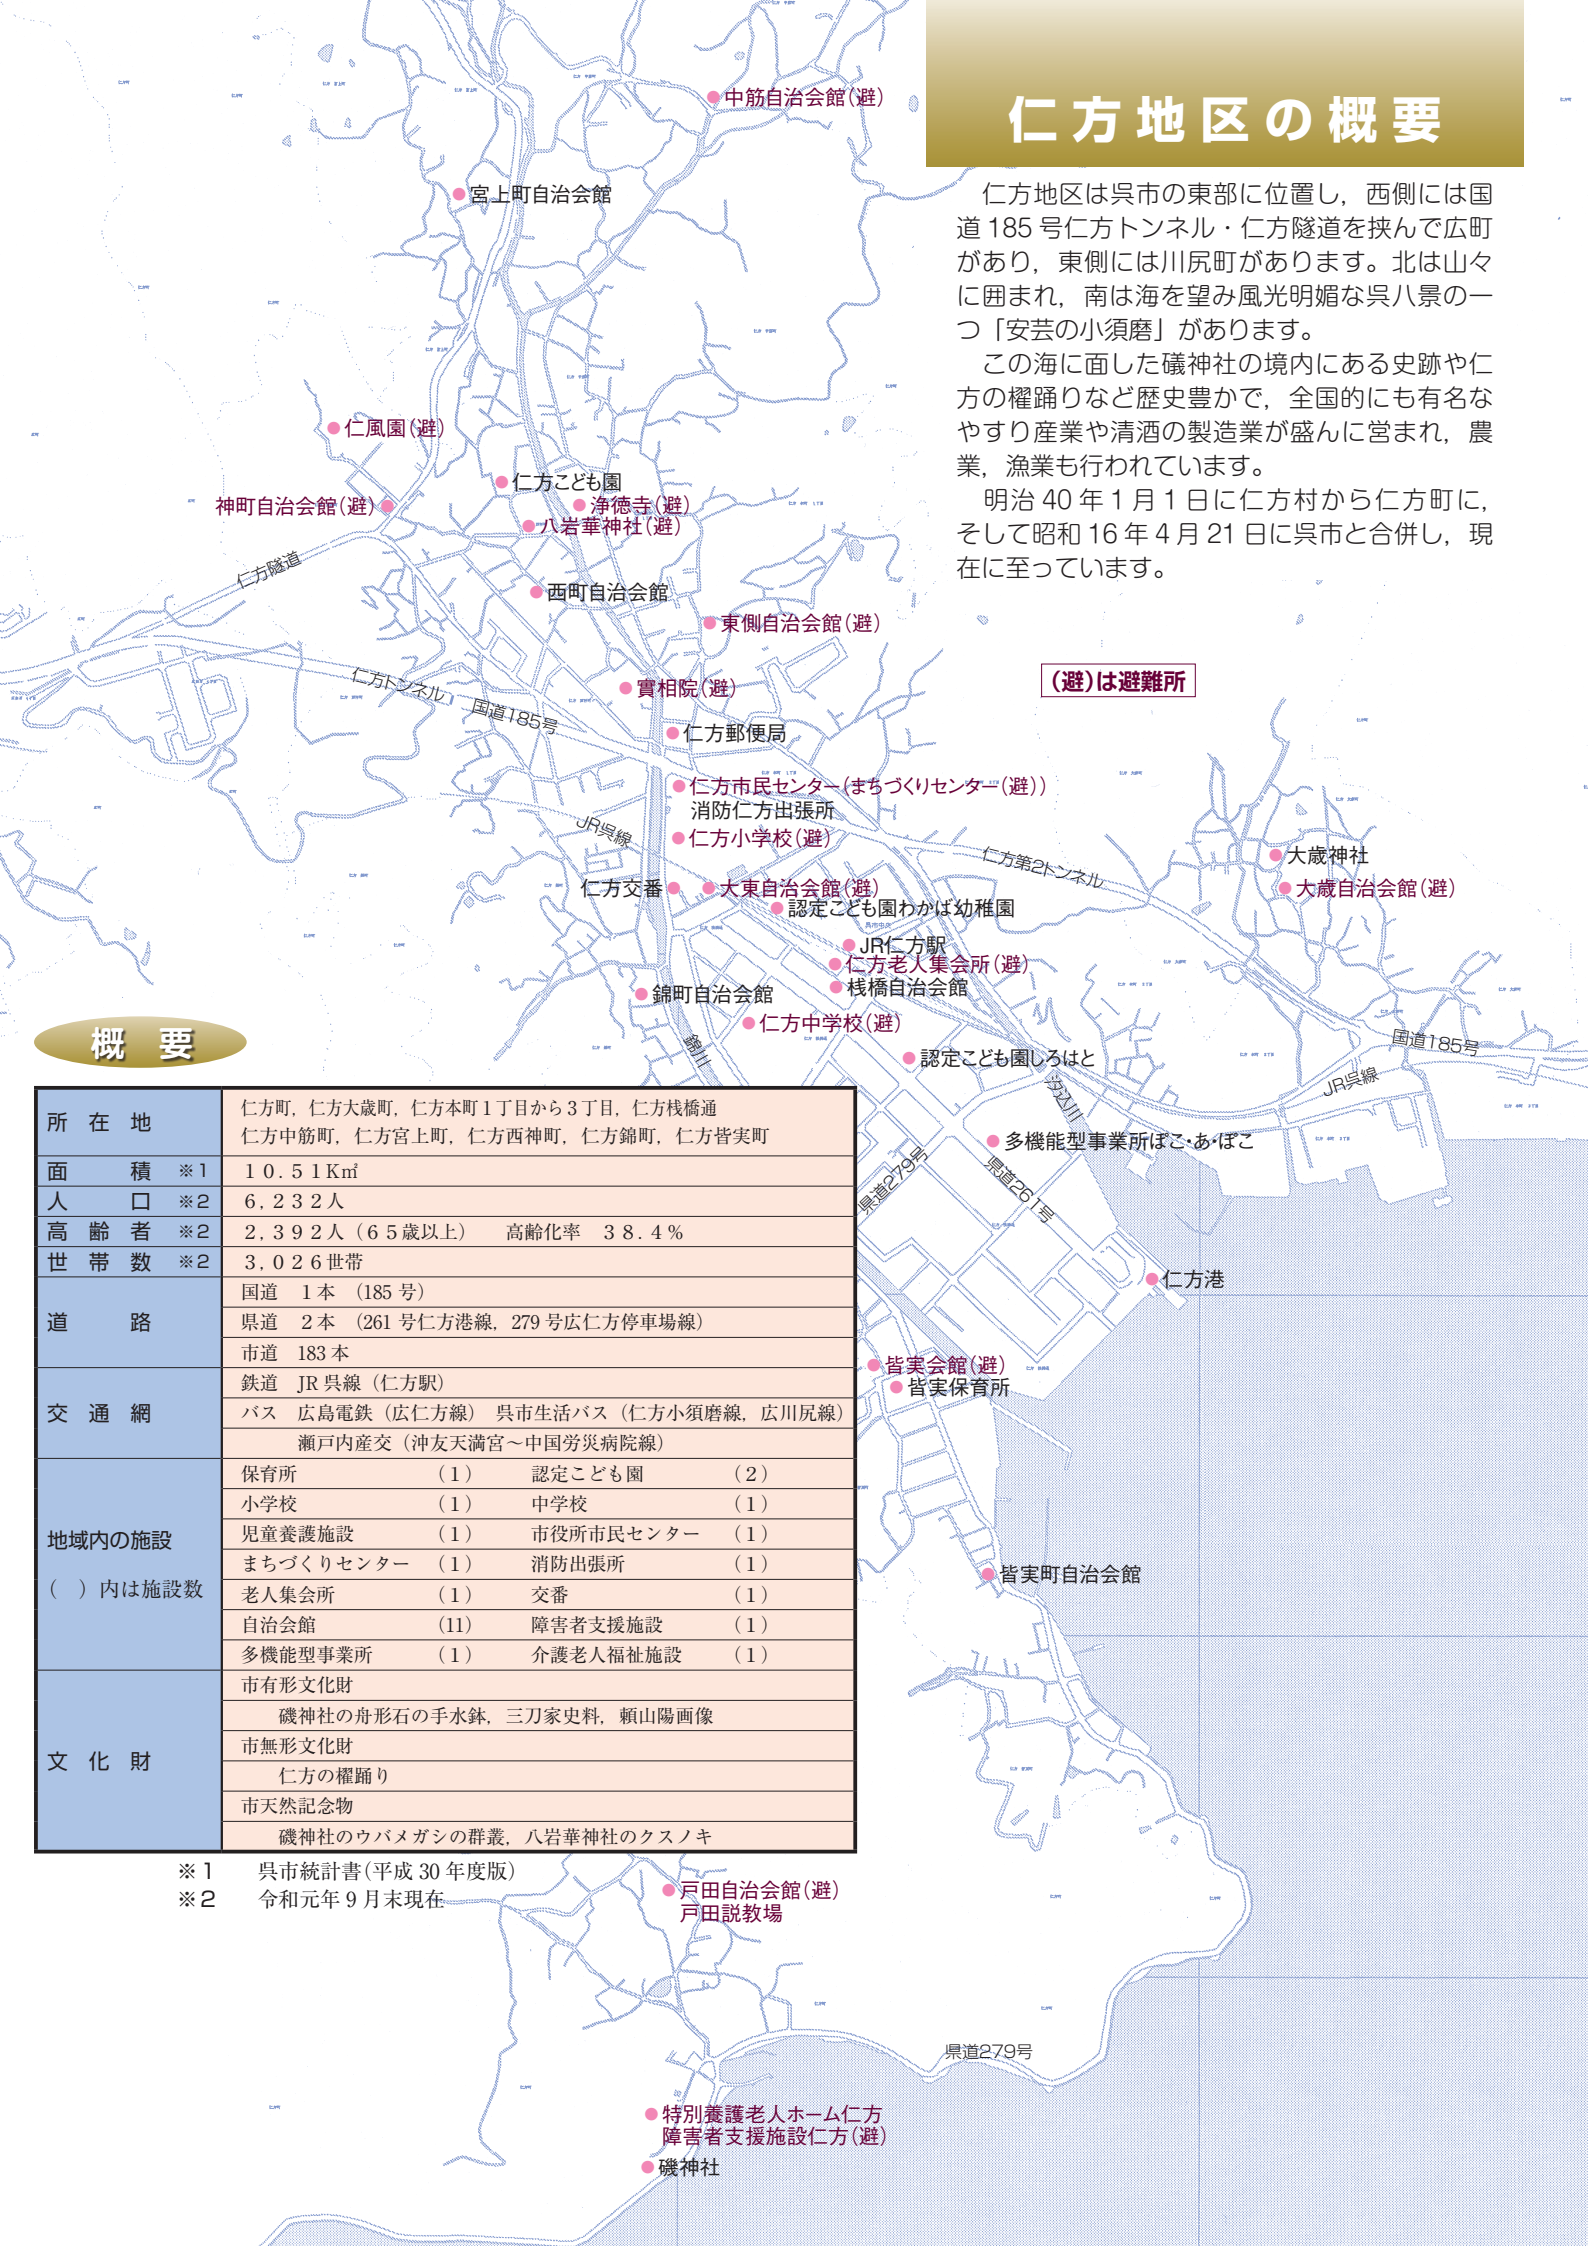 仁方地区の概要
仁方地区は呉市の東部に位置し，西側には国
道185号仁方トンネル・仁方隧道を挟んで広町
があり，東側には川尻町があります。北は山々
に囲まれ，南は海を望み風光明媚な呉八景の一
つ「安芸の小須磨」があります。
この海に面した礒神社の境内にある史跡や仁
方の櫂踊りなど歴史豊かで，全国的にも有名な
やすり産業や清酒の製造業が盛んに営まれ，農
業，漁業も行われています。
明治40年1月1日に仁方村から仁方町に，
そして昭和16年4月21日に呉市と合併し，現
在に至っています。
(避)は避難所
中筋自治会館(避)
宮上町自治会館
仁風園(避)
仁方こども園
神町自治会館(避)
浄徳寺(避)
八岩華神社(避)
仁方隧道
西町自治会館
東側自治会館(避)
仁方トンネル
國相院(避)
国道185号
仁方郵便局
仁方市民センター(まちづくりセンター(避))
消防仁方出張所
JR呉線
仁方小学校(避)
仁方第2トンネル
大歳神社
仁方交番
大東自治会館(避)
大歳自治会館(避)
認定こども園わかば幼稚園
JR仁方駅
仁方老人集会所(避)
桟橋自治会館
錦町自治会館
仁方中学校(避)
錦川
認定こども園しろはと
国道185号
JR呉線
汐込川
多機能型事業所ぽこ・あ・ぽこ
県道279号
県道261号
仁方港
皆実会館(避)
皆実保育所
皆実町自治会館
概 要
所 在 地
仁方町，仁方大歳町，仁方本町1丁目から3丁目，仁方桟橋通
仁方中筋町，仁方宮上町，仁方西神町，仁方錦町，仁方皆実町
面 積 ※1 10.51K㎡
人 口 ※2 6,232人
高 齢 者 ※2 2,392人（65歳以上） 高齢化率 38.4%
世 帯 数 ※2 3,026世帯
道 路
国道 1本 （185号）
県道 2本 （261号仁方港線，279号広仁方停車場線）
市道 183本
交 通 網
鉄道 JR呉線（仁方駅）
バス 広島電鉄（広仁方線） 呉市生活バス（仁方小須磨線，広川尻線）
瀬戸内産交（沖友天満宮～中国労災病院線）
地域内の施設
（ ）内は施設数
保育所 （1） 認定こども園 （2）
小学校 （1） 中学校 （1）
児童養護施設 （1） 市役所市民センター （1）
まちづくりセンター （1） 消防出張所 （1）
老人集会所 （1） 交番 （1）
自治会館 （11） 障害者支援施設 （1）
多機能型事業所 （1） 介護老人福祉施設 （1）
文 化 財
市有形文化財
磯神社の舟形石の手水鉢，三刀家史料，頼山陽画像
市無形文化財
仁方の櫂踊り
市天然記念物
磯神社のウバメガシの群叢，八岩華神社のクスノキ
※1 呉市統計書(平成30年度版)
※2 令和元年9月末現在
戸田自治会館(避)
戸田説教場
県道279号
特別養護老人ホーム仁方
障害者支援施設仁方(避)
磯神社